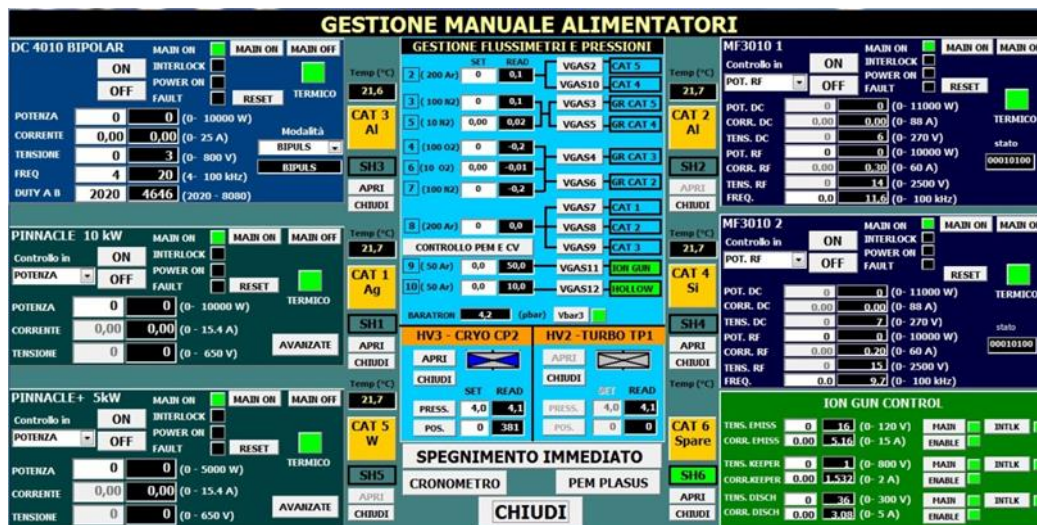 GESTIONE MANUALE ALIMENTATORI
DC 4010 BIPOLAR
MAIN ON MAIN ON MAIN OFF
ON INTERLOCK
POWER ON
OFF FAULT RESET TERMICO
POTENZA 0 0 (0- 10000 W)
CORRENTE 0,00 0,00 (0- 25 A) Modalità
TENSIONE 0 3 (0- 800 V) BIPULS
FREQ 4 20 (4- 100 kHz) BIPULS
DUTY A B 2020 4646 (2020 - 8080)
PINNACLE 10 kW MAIN ON MAIN ON MAIN OFF
Controllo in ON INTERLOCK
POTENZA OFF POWER ON
FAULT RESET TERMICO
POTENZA 0 0 (0- 10000 W)
CORRENTE 0,00 0,00 (0- 15.4 A)
TENSIONE 0 0 (0- 650 V) AVANZATE
PINNACLE+ 5kW MAIN ON MAIN ON MAIN OFF
Controllo in ON INTERLOCK
POTENZA OFF POWER ON
FAULT RESET TERMICO
POTENZA 0 0 (0- 5000 W)
CORRENTE 0,00 0,00 (0- 15.4 A)
TENSIONE 0 0 (0- 650 V) AVANZATE
Temp (°C)
21,6
CAT 3
Al
SH3
APRI
CHIUDI
Temp (°C)
21,7
CAT 1
Ag
SH1
APRI
CHIUDI
Temp (°C)
21,7
CAT 5
W
SH5
APRI
CHIUDI
GESTIONE FLUSSIMETRI E PRESSIONI
SET READ
2 (200 Ar) 0 0,1 VGAS2 CAT 5
VGAS10 CAT 4
3 (100 N2) 0 0,1 VGAS3 GR CAT 5
5 (10 N2) 0,00 0,02 VGAS5 GR CAT 4
4 (100 O2) 0 -0,2 VGAS4 GR CAT 3
6 (10 O2) 0,00 -0,01
7 (100 N2) 0 -0,2 VGAS6 GR CAT 2
VGAS7 CAT 1
8 (200 Ar) 0 0,0 VGAS8 CAT 2
CONTROLLO PEM E CV VGAS9 CAT 3
9 (50 Ar) 0,0 50,0 VGAS11 ION GUN
10 (50 Ar) 0,0 10,0 VGAS12 HOLLOW
BARATRON 4,2 (µbar) Vbar3
HV3 - CRYO CP2
APRI
CHIUDI
SET READ
PRESS. 4,0 4,1
POS. 0 381
HV2 -TURBO TP1
APRI
CHIUDI
SET READ
PRESS. 4,0 4,1
POS. 0 0
SPEGNIMENTO IMMEDIATO
CRONOMETRO PEM PLASUS
CHIUDI
Temp (°C)
21,7
CAT 2
Al
SH2
APRI
CHIUDI
Temp (°C)
21,7
CAT 4
Si
SH4
APRI
CHIUDI
Temp (°C)
CAT 6
Spare
SH6
APRI
CHIUDI
MF3010 1 MAIN ON MAIN ON MAIN O
Controllo in ON INTERLOCK
POT. RF OFF POWER ON
FAULT RESET
POT. DC 0 0 (0- 11000 W) TERMICO
CORR. DC 0.00 0,00 (0- 88 A)
TENS. DC 0 6 (0- 270 V)
POT. RF 0 0 (0- 10000 W) stato
CORR. RF 0.00 0,30 (0- 60 A) 00010100
TENS. RF 0 14 (0- 2500 V)
FREQ. 0,0 11,6 (0- 100 kHz)
MF3010 2 MAIN ON MAIN ON MAIN O
Controllo in ON INTERLOCK
POT. RF OFF POWER ON
FAULT RESET
POT. DC 0 0 (0- 11000 W) TERMICO
CORR. DC 0.00 0.00 (0- 88 A)
TENS. DC 0 7 (0- 270 V)
POT. RF 0 0 (0- 10000 W) stato
CORR. RF 0.00 0,20 (0- 60 A) 00010100
TENS. RF 0 15 (0- 2500 V)
FREQ. 0.0 9.7 (0- 100 kHz)
ION GUN CONTROL
TENS. EMISS 0 16 (0- 120 V) MAIN INTLK
CORR. EMISS 0.00 5.16 (0- 15 A) ENABLE
TENS. KEEPER 0 1 (0- 800 V) MAIN INTLK
CORR.KEEPER 0.00 1.532 (0- 2 A) ENABLE
TENS. DISCH 0 36 (0- 300 V) MAIN INTLK
CORR. DISCH 0.00 3.08 (0- 5 A) ENABLE